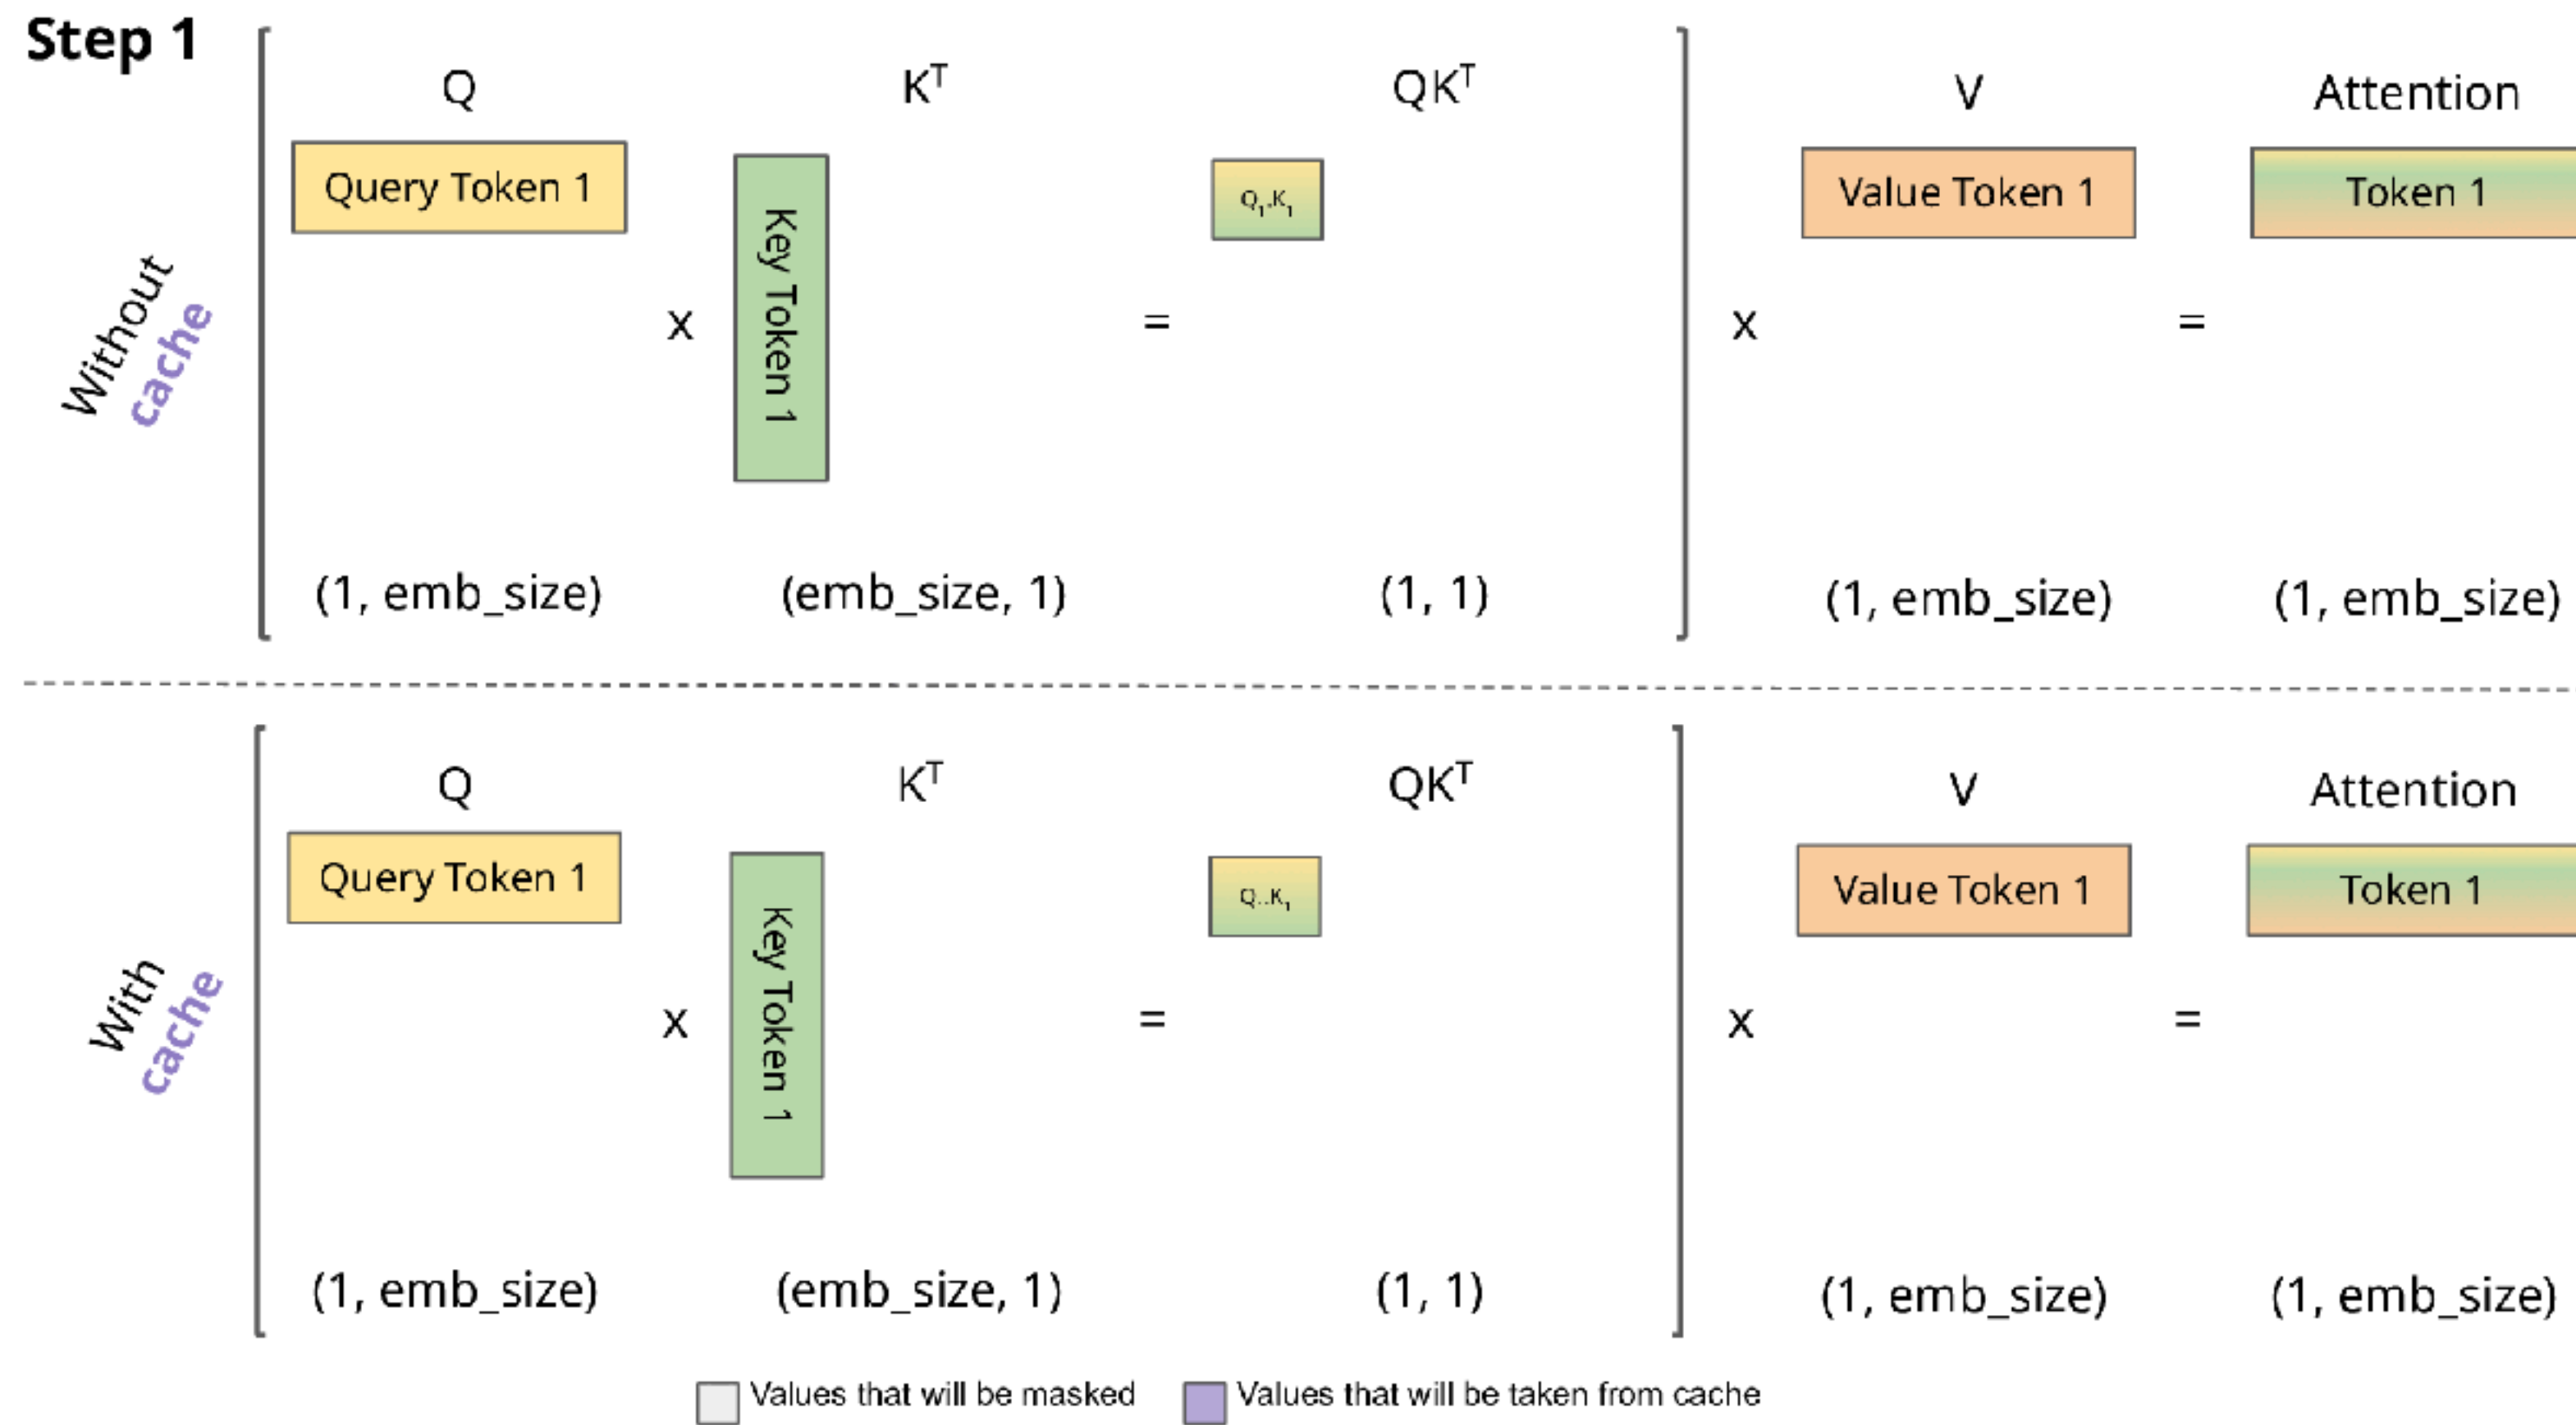 Step 1
Q K^T QK^T V Attention
Query Token 1
Key Token 1
Q₁.K₁
Value Token 1
Token 1
Without
cache
x = x =
(1, emb_size) (emb_size, 1) (1, 1) (1, emb_size) (1, emb_size)
Q K^T QK^T V Attention
Query Token 1
Key Token 1
Q..K₁
Value Token 1
Token 1
With
cache
x = x =
(1, emb_size) (emb_size, 1) (1, 1) (1, emb_size) (1, emb_size)
Values that will be masked
Values that will be taken from cache